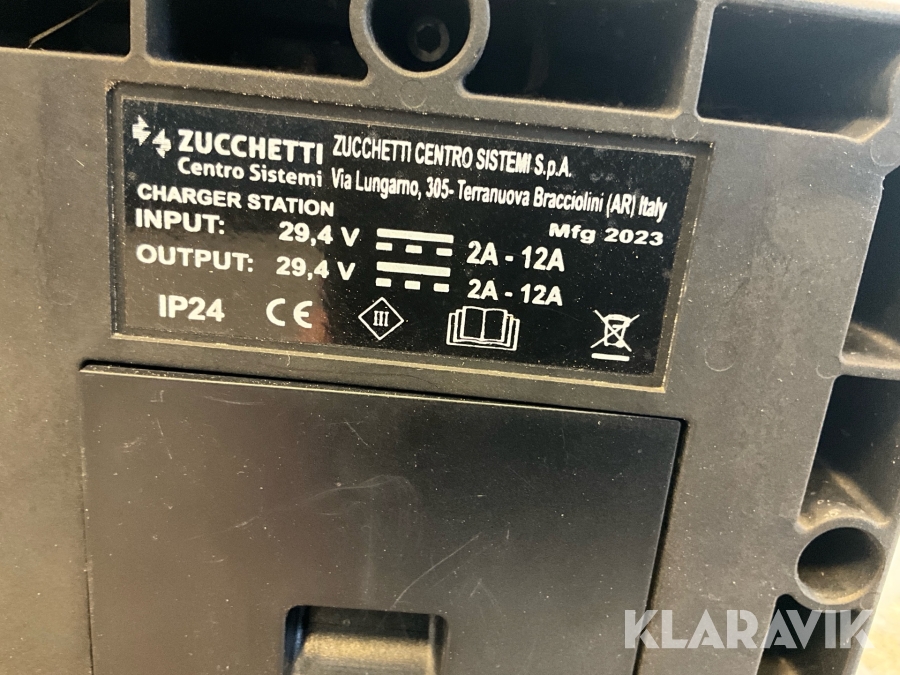 ZUCCHETTI
Centro Sistemi
ZUCCHETTI CENTRO SISTEMI S.p.A.
Via Lungarno, 305- Terranuova Bracciolini (AR) Italy
CHARGER STATION
Mfg 2023
INPUT: 29,4 V 2A - 12A
OUTPUT: 29,4 V 2A - 12A
IP24 CE III
KLARAVIK